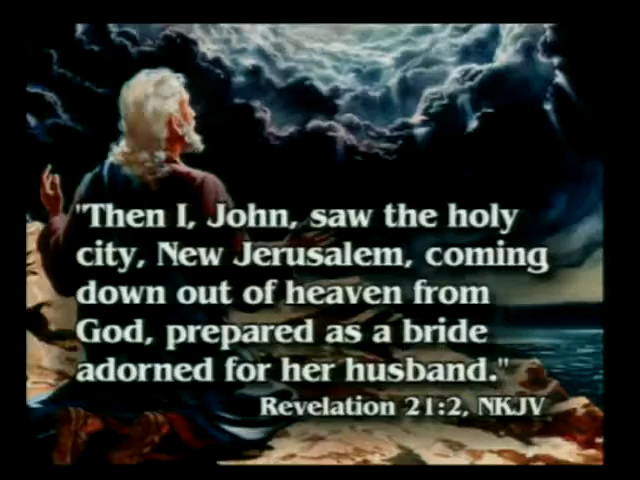 "Then I, John, saw the holy
city, New Jerusalem, coming
down out of heaven from
God, prepared as a bride
adorned for her husband."
Revelation 21:2, NKJV